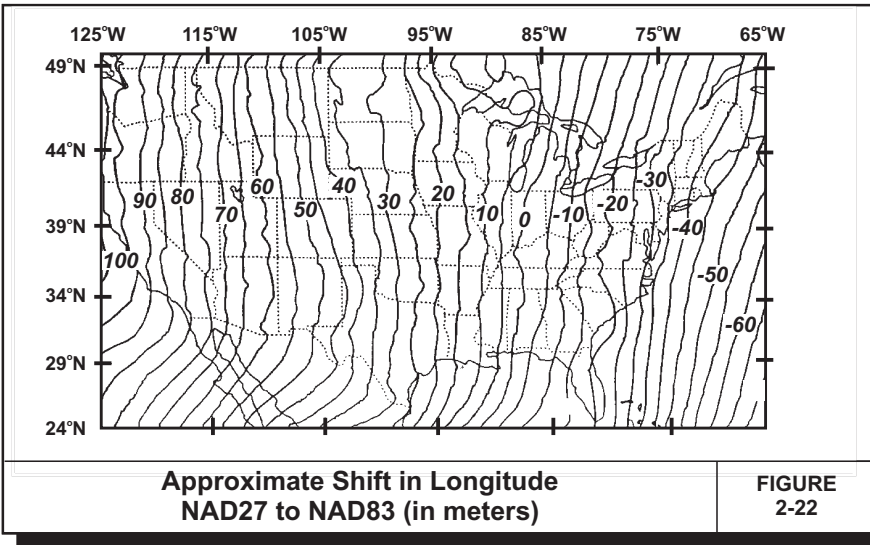 125°W 115°W 105°W 95°W 85°W 75°W 65°W
49°N
44°N
39°N
34°N
29°N
24°N
90 80 70 60 50 40 30 20 10 0 -10 -20 -30
-40
100
-50
-60
Approximate Shift in Longitude
NAD27 to NAD83 (in meters)
FIGURE
2-22